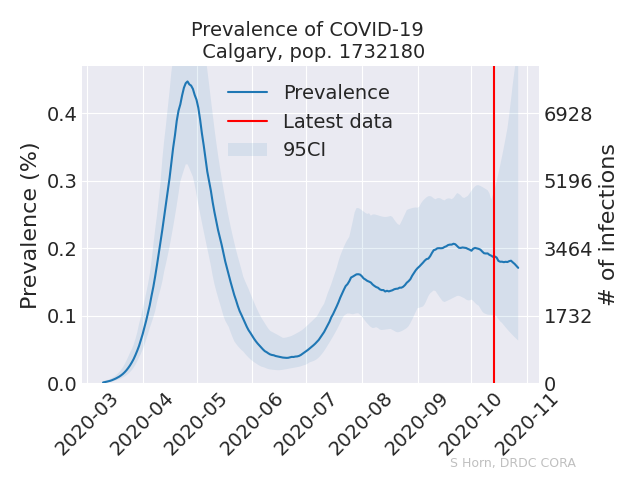 Prevalence of COVID-19
Calgary, pop. 1732180
Prevalence
Latest data
95CI
Prevalence (%)
0.4
0.3
0.2
0.1
0.0
6928
5196
3464
1732
0
# of infections
2020-03
2020-04
2020-05
2020-06
2020-07
2020-08
2020-09
2020-10
2020-11
S Horn, DRDC CORA